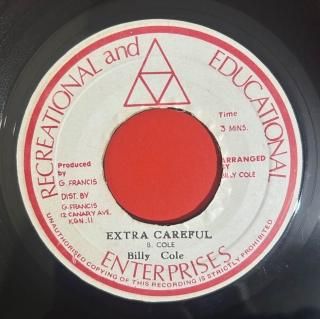 RECREATIONAL and EDUCATIONAL
Time
3 MINS.
Produced
by
G. FRANCIS
DIST. BY
G. FRANCIS
12 CANARY AVE.
KGN. 11
ARRANGED
BY
BILLY COLE
EXTRA CAREFUL
B. COLE
Billy Cole
ENTERPRISES
UNAUTHORISED COPYING OF THIS RECORDING IS STRICTLY PROHIBITED